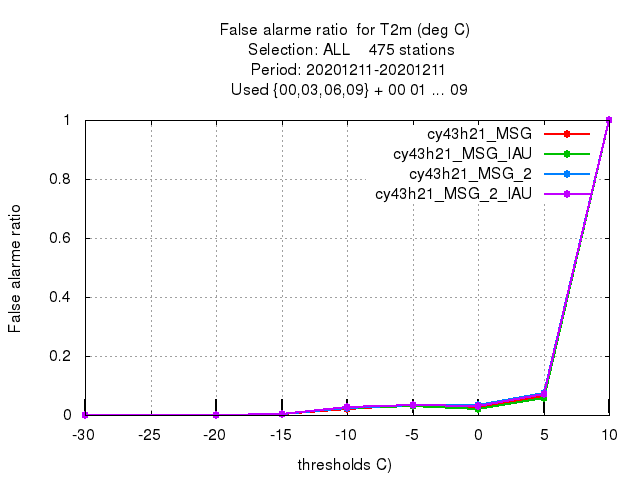 False alarme ratio  for T2m (deg C)
Selection: ALL    475 stations
Period: 20201211-20201211
Used {00,03,06,09} + 00 01 ... 09
cy43h21_MSG
cy43h21_MSG_IAU
cy43h21_MSG_2
cy43h21_MSG_2_IAU
False alarme ratio
1
0.8
0.6
0.4
0.2
0
-30 -25 -20 -15 -10 -5 0 5 10
thresholds C)